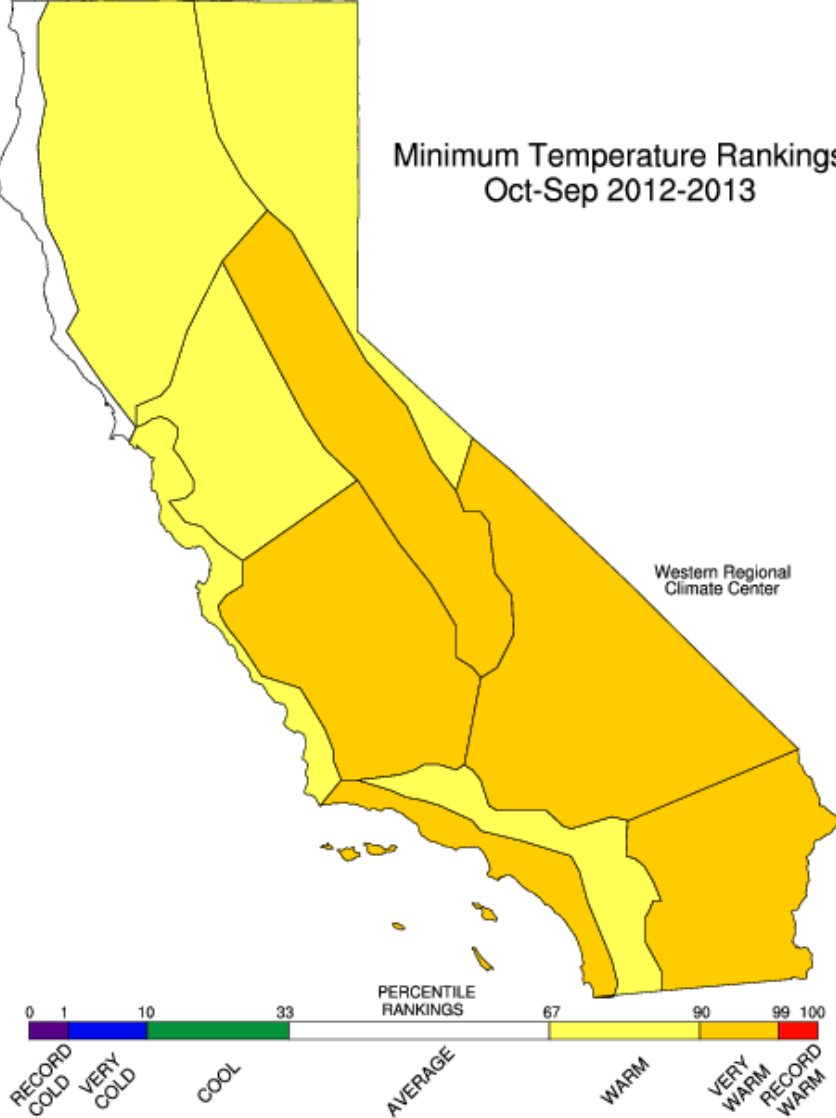 Minimum Temperature Rankings
Oct-Sep 2012-2013
Western Regional
Climate Center
PERCENTILE
RANKINGS
0 1 10 33 67 90 99 100
RECORD
COLD
VERY
COLD
COOL
AVERAGE
WARM
VERY
WARM
RECORD
WARM